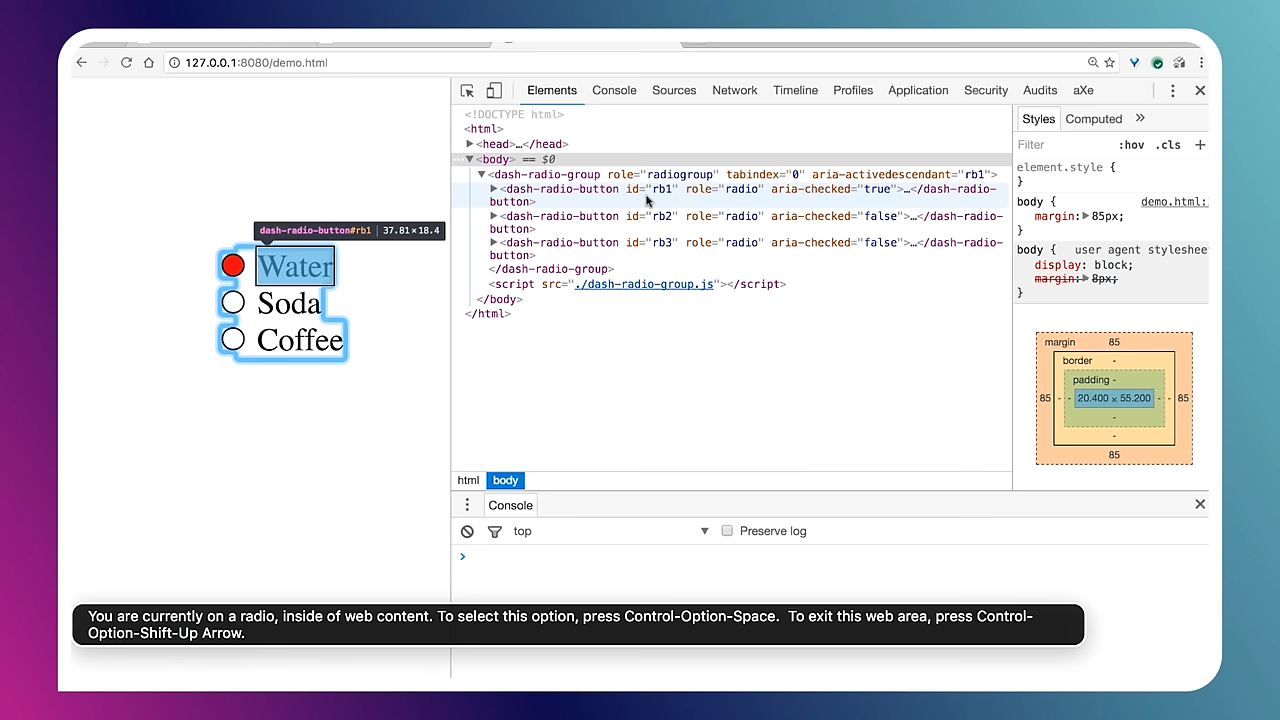 127.0.0.1:8080/demo.html
Elements Console Sources Network Timeline Profiles Application Security Audits aXe
<!DOCTYPE html>
<html>
<head>…</head>
<body> == $0
<dash-radio-group role="radiogroup" tabindex="0" aria-activedescendant="rb1">
<dash-radio-button id="rb1" role="radio" aria-checked="true">…</dash-radio-
button>
<dash-radio-button id="rb2" role="radio" aria-checked="false">…</dash-radio-
button>
<dash-radio-button id="rb3" role="radio" aria-checked="false">…</dash-radio-
button>
</dash-radio-group>
<script src="./dash-radio-group.js"></script>
</body>
</html>
dash-radio-button#rb1 | 37.81×18.4
Water
Soda
Coffee
Styles Computed »
Filter :hov .cls +
element.style {
}
body { demo.html:
margin: 85px;
}
body { user agent styleshee
display: block;
margin: 8px;
}
margin 85
border -
padding -
85 - - 20.400 × 55.200 - - 85
-
-
85
html body
Console
top Preserve log
You are currently on a radio, inside of web content. To select this option, press Control-Option-Space. To exit this web area, press Control-
Option-Shift-Up Arrow.